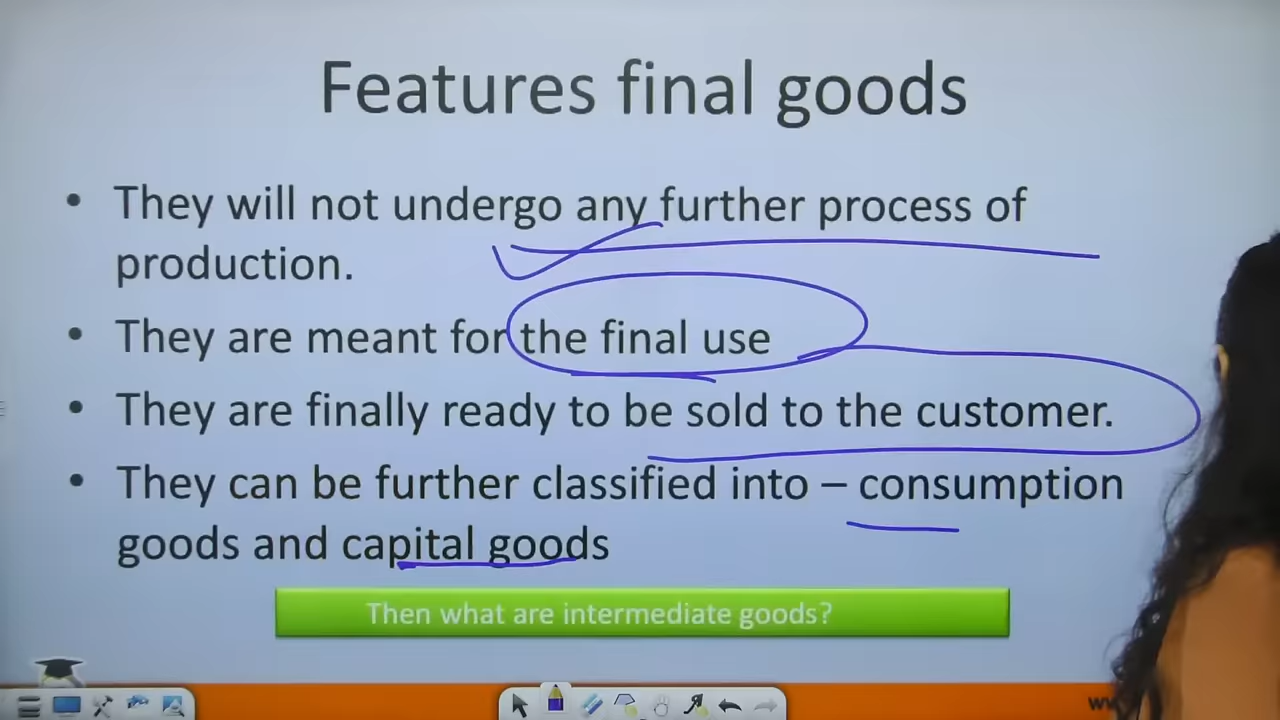 Features final goods
• They will not undergo any further process of
production.
• They are meant for the final use
• They are finally ready to be sold to the customer.
• They can be further classified into – consumption
goods and capital goods
Then what are intermediate goods?